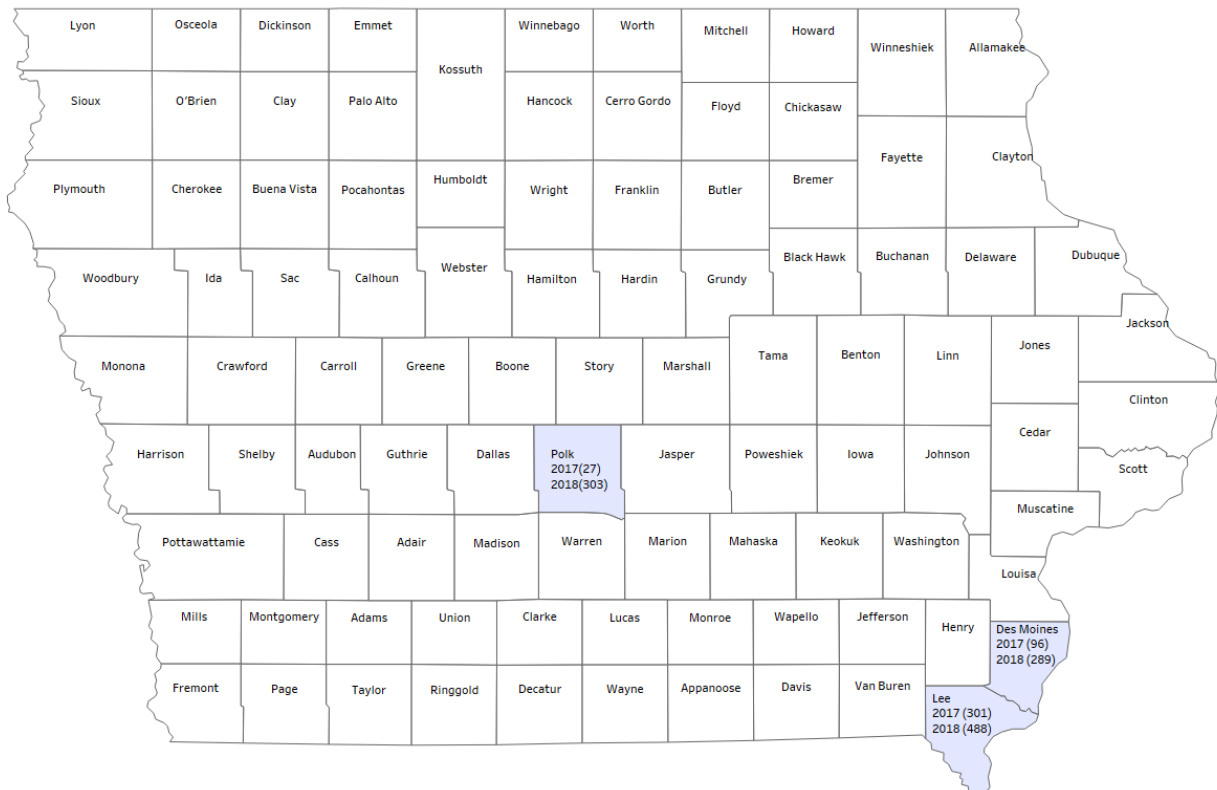 Lyon
Osceola
Dickinson
Emmet
Kossuth
Winnebago
Worth
Mitchell
Howard
Winneshiek
Allamakee
Sioux
O'Brien
Clay
Palo Alto
Hancock
Cerro Gordo
Floyd
Chickasaw
Fayette
Clayton
Plymouth
Cherokee
Buena Vista
Pocahontas
Humboldt
Wright
Franklin
Butler
Bremer
Woodbury
Ida
Sac
Calhoun
Webster
Hamilton
Hardin
Grundy
Black Hawk
Buchanan
Delaware
Dubuque
Jackson
Monona
Crawford
Carroll
Greene
Boone
Story
Marshall
Tama
Benton
Linn
Jones
Clinton
Cedar
Harrison
Shelby
Audubon
Guthrie
Dallas
Polk
2017(27)
2018(303)
Jasper
Poweshiek
Iowa
Johnson
Scott
Muscatine
Pottawattamie
Cass
Adair
Madison
Warren
Marion
Mahaska
Keokuk
Washington
Louisa
Mills
Montgomery
Adams
Union
Clarke
Lucas
Monroe
Wapello
Jefferson
Henry
Des Moines
2017 (96)
2018 (289)
Fremont
Page
Taylor
Ringgold
Decatur
Wayne
Appanoose
Davis
Van Buren
Lee
2017 (301)
2018 (488)